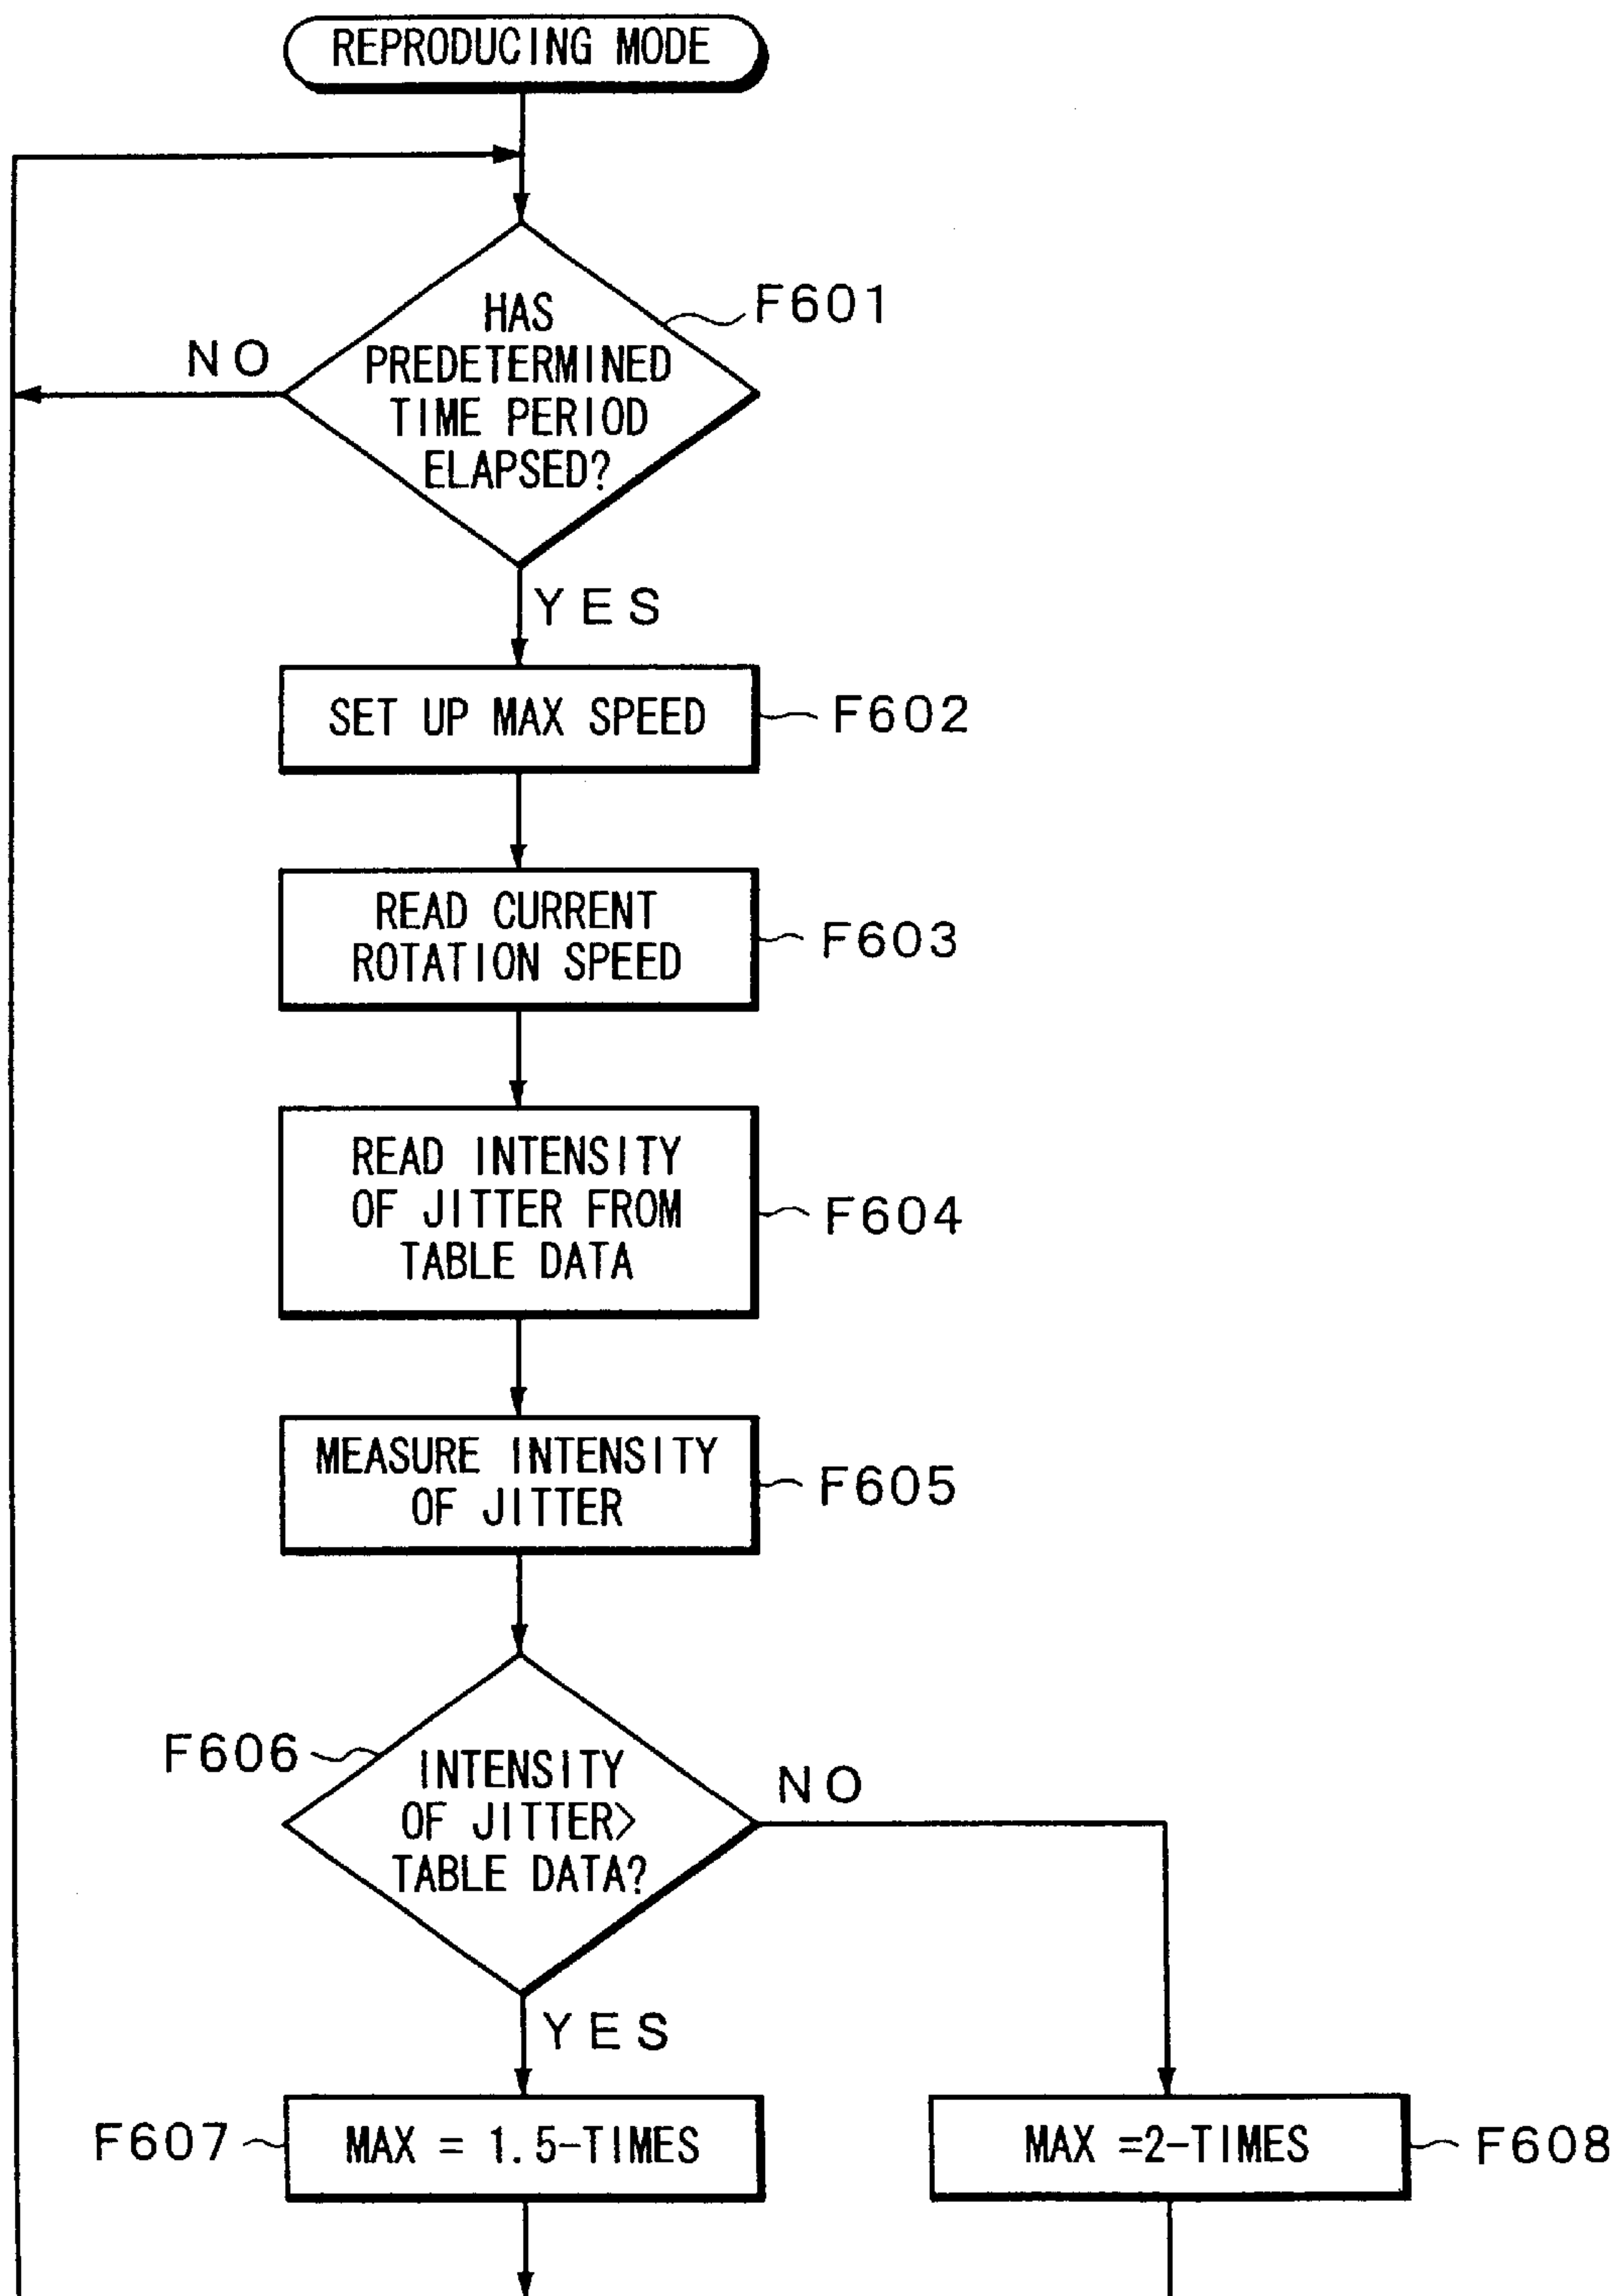 REPRODUCING MODE
HAS
PREDETERMINED
TIME PERIOD
ELAPSED?
F601
NO
YES
SET UP MAX SPEED
F602
READ CURRENT
ROTATION SPEED
F603
READ INTENSITY
OF JITTER FROM
TABLE DATA
F604
MEASURE INTENSITY
OF JITTER
F605
F606
INTENSITY
OF JITTER>
TABLE DATA?
NO
YES
F607
MAX = 1.5-TIMES
MAX =2-TIMES
F608